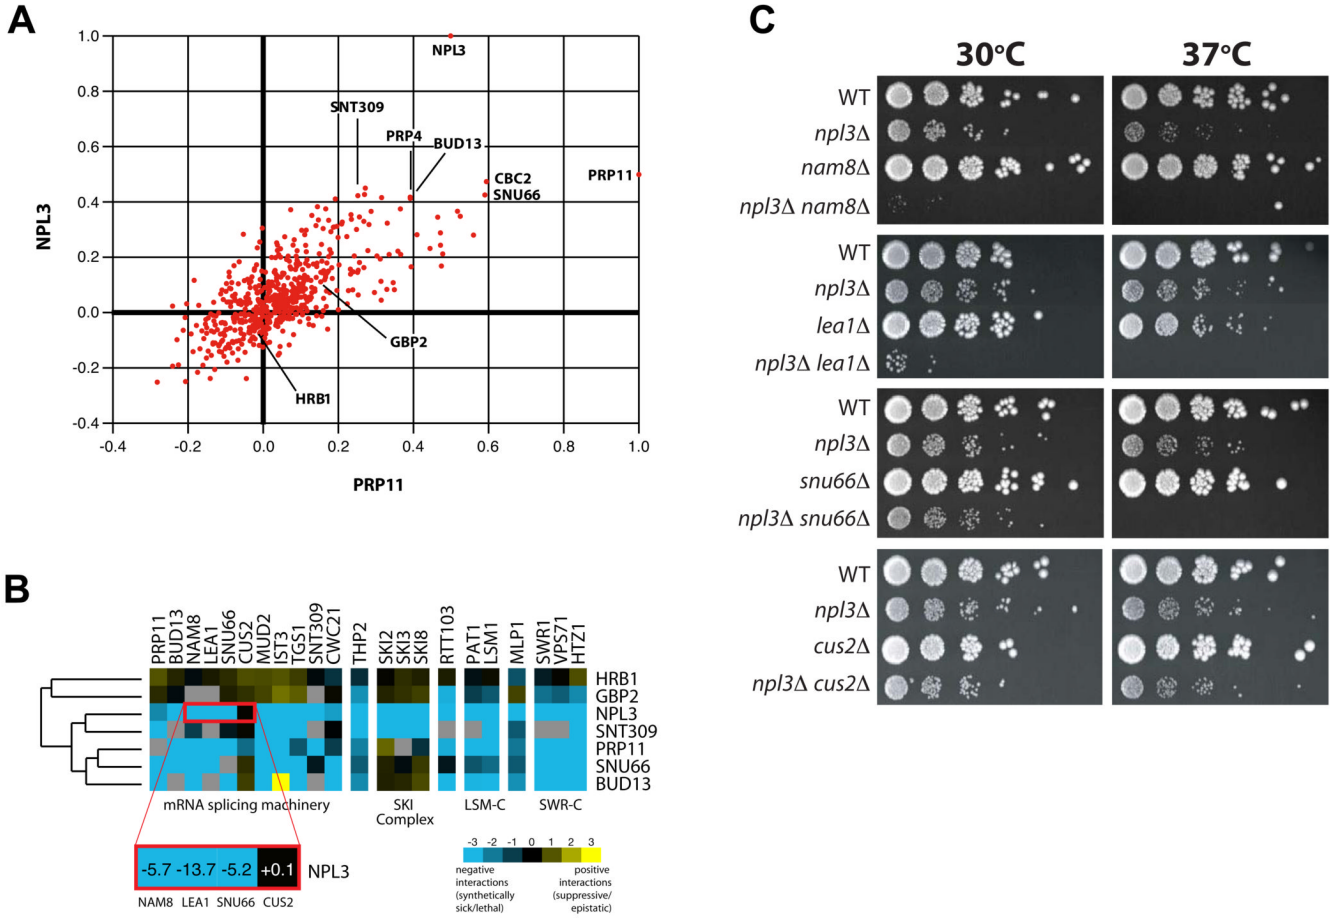 A
NPL3
1.0
0.8
0.6
0.4
0.2
0.0
-0.2
-0.4
-0.4
-0.2
0.0
0.2
0.4
0.6
0.8
1.0
PRP11
NPL3
SNT309
PRP4
BUD13
CBC2
SNU66
PRP11
GBP2
HRB1
B
PRP11
BUD13
NAM8
LEA1
SNU66
CUS2
MUD2
IST3
TGS1
SNT309
CWC21
THP2
SKI2
SKI3
SKI8
RTT103
PAT1
LSM1
MLP1
SWR1
VPS71
HTZ1
HRB1
GBP2
NPL3
SNT309
PRP11
SNU66
BUD13
mRNA splicing machinery
SKI
Complex
LSM-C
SWR-C
-5.7 -13.7 -5.2 +0.1 NPL3
NAM8 LEA1 SNU66 CUS2
-3 -2 -1 0 1 2 3
negative
interactions
(synthetically
sick/lethal)
positive
interactions
(suppressive/
epistatic)
C
30°C 37°C
WT
npl3Δ
nam8Δ
npl3Δ nam8Δ
WT
npl3Δ
lea1Δ
npl3Δ lea1Δ
WT
npl3Δ
snu66Δ
npl3Δ snu66Δ
WT
npl3Δ
cus2Δ
npl3Δ cus2Δ